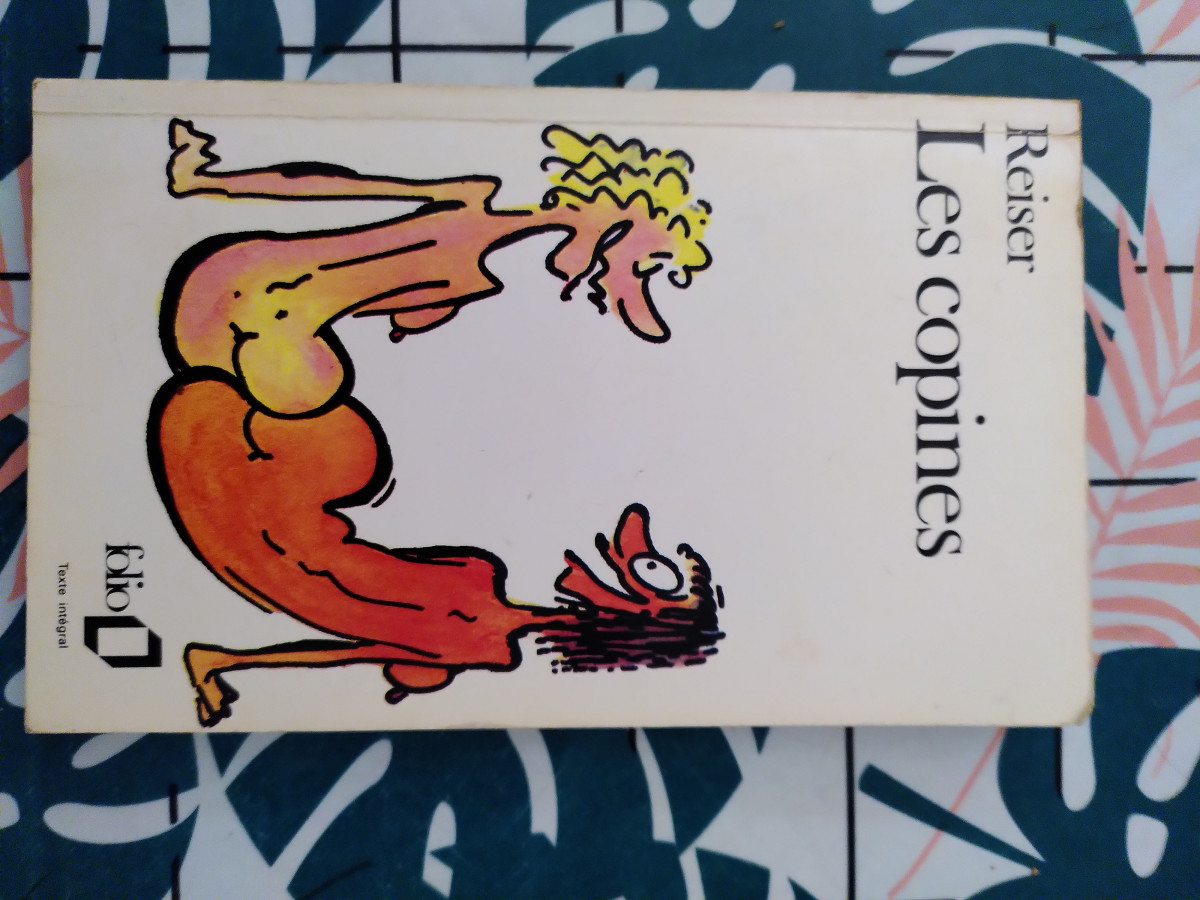 Reiser
Les copines
folio
Texte intégral